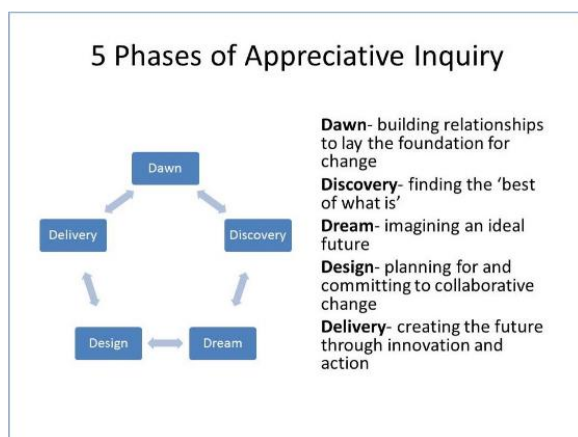 5 Phases of Appreciative Inquiry
Dawn
Delivery
Discovery
Design
Dream
Dawn- building relationships
to lay the foundation for
change
Discovery- finding the ‘best
of what is’
Dream- imagining an ideal
future
Design- planning for and
committing to collaborative
change
Delivery- creating the future
through innovation and
action